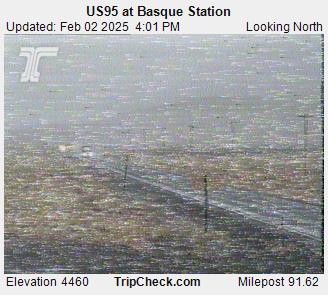 US95 at Basque Station
Updated: Feb 02 2025 4:01 PM Looking North
Elevation 4460 TripCheck.com Milepost 91.62